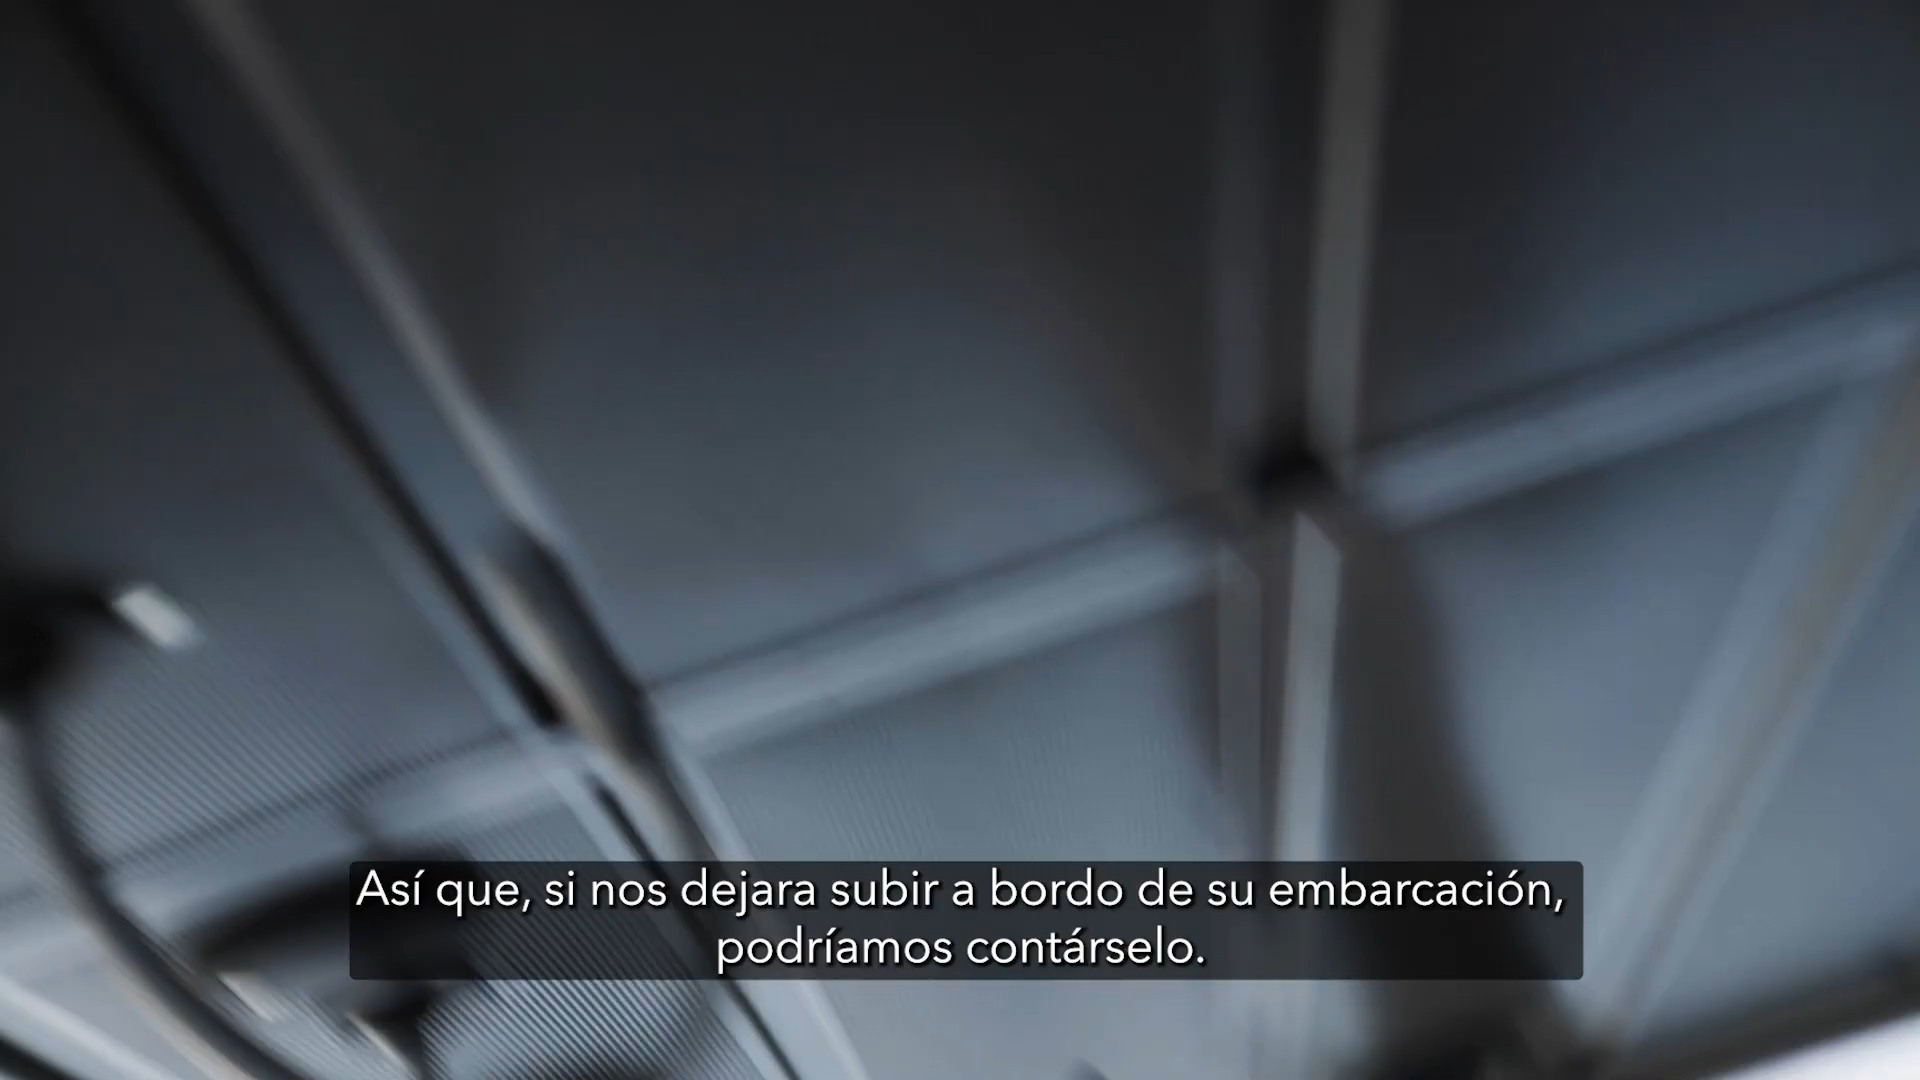 Así que, si nos dejara subir a bordo de su embarcación,
podríamos contárselo.